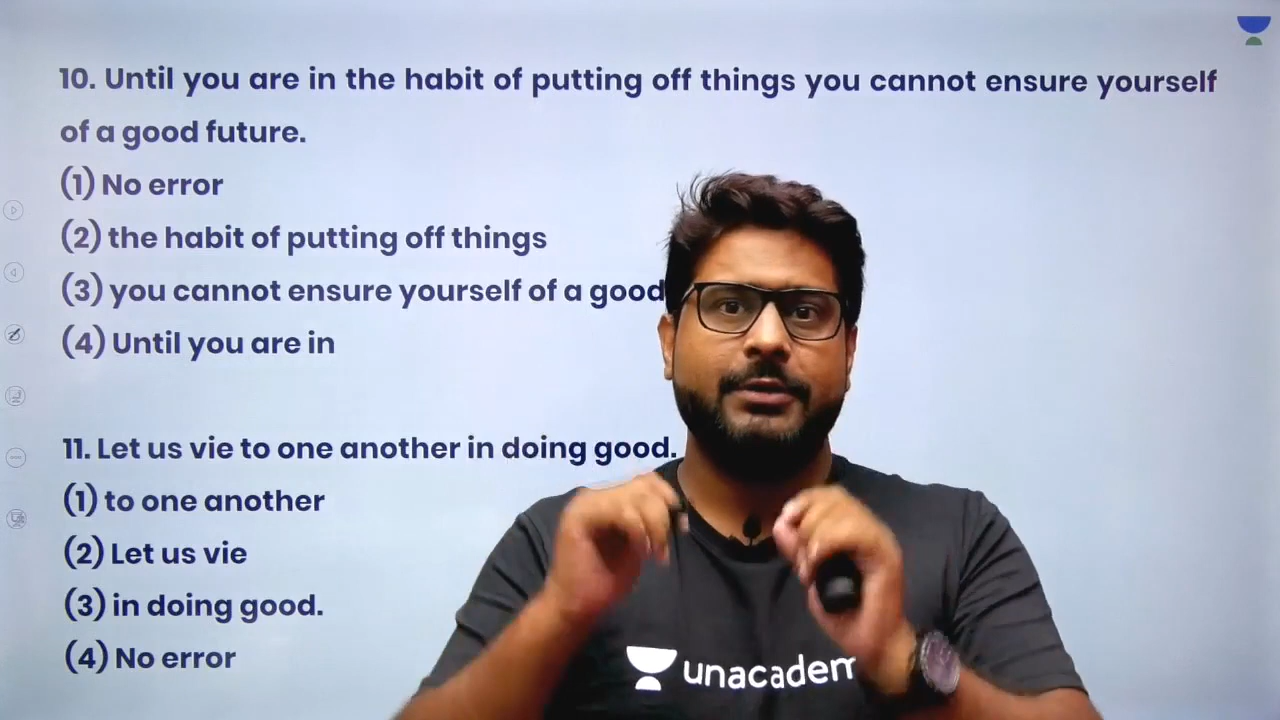 10. Until you are in the habit of putting off things you cannot ensure yourself
of a good future.
(1) No error
(2) the habit of putting off things
(3) you cannot ensure yourself of a good
(4) Until you are in
11. Let us vie to one another in doing good.
(1) to one another
(2) Let us vie
(3) in doing good.
(4) No error
unacadem